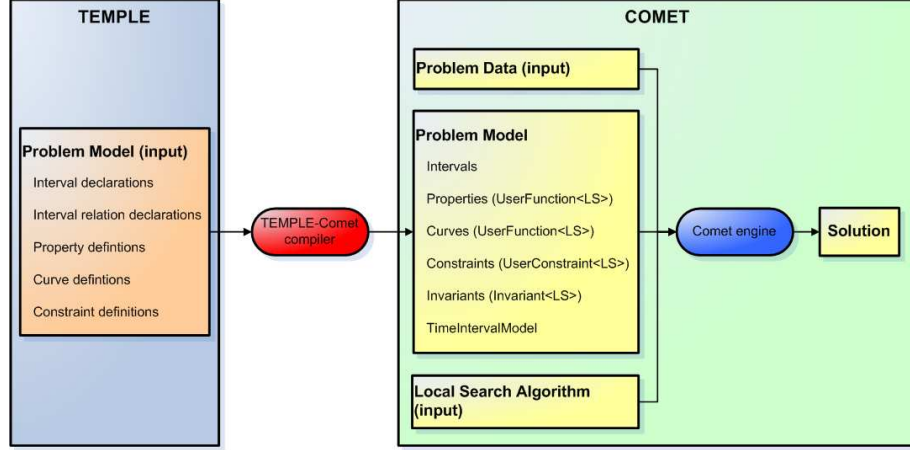 TEMPLE
Problem Model (input)
Interval declarations
Interval relation declarations
Property defintions
Curve defintions
Constraint definitions
TEMPLE-Comet
compiler
COMET
Problem Data (input)
Problem Model
Intervals
Properties (UserFunction<LS>)
Curves (UserFunction<LS>)
Constraints (UserConstraint<LS>)
Invariants (Invariant<LS>)
TimeIntervalModel
Local Search Algorithm
(input)
Comet engine
Solution